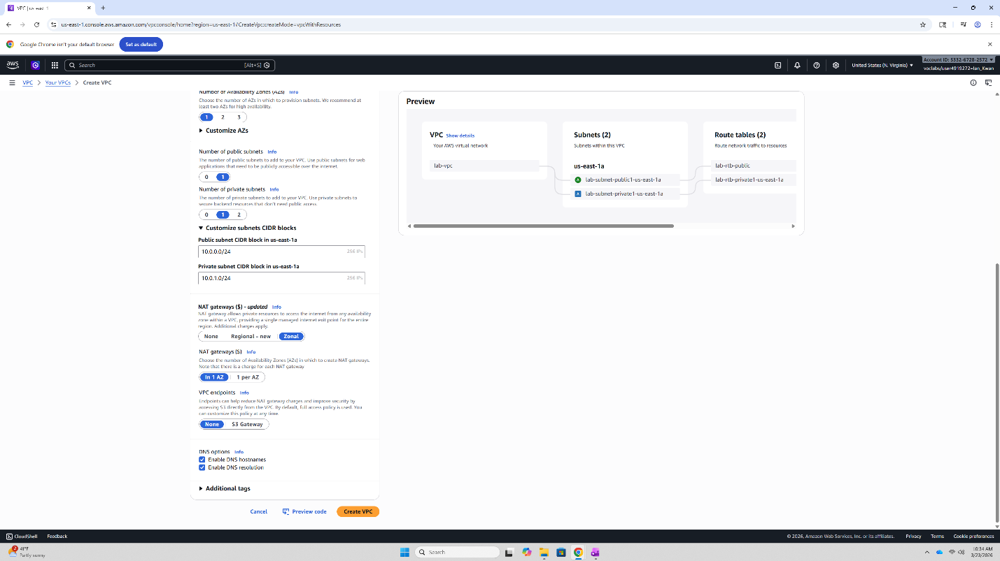 VPC | us-east-1
us-east-1.console.aws.amazon.com/vpcconsole/home?region=us-east-1#CreateVpc:createMode=vpcWithResources
Google Chrome isn't your default browser
Set as default
aws
Search
[Alt+S]
United States (N. Virginia)
Account ID: 5332-6728-2572
voclabs/user4919272=Ian_Kwan
VPC
Your VPCs
Create VPC
Number of Availability Zones (AZs) Info
Choose the number of AZs in which to provision subnets. We recommend at
least two AZs for high availability.
1 2 3
Customize AZs
Number of public subnets Info
The number of public subnets to add to your VPC. Use public subnets for web
applications that need to be publicly accessible over the internet.
0 1
Number of private subnets Info
The number of private subnets to add to your VPC. Use private subnets to
secure backend resources that don't need public access.
0 1 2
Customize subnets CIDR blocks
Public subnet CIDR block in us-east-1a
10.0.0.0/24 256 IPs
Private subnet CIDR block in us-east-1a
10.0.1.0/24 256 IPs
NAT gateways ($) - updated Info
NAT gateway allows private resources to access the internet from any availability
zone within a VPC, providing a single managed internet exit point for the entire
region. Additional charges apply.
None Regional - new Zonal
NAT gateways ($) Info
Choose the number of Availability Zones (AZs) in which to create NAT gateways.
Note that there is a charge for each NAT gateway
In 1 AZ 1 per AZ
VPC endpoints Info
Endpoints can help reduce NAT gateway charges and improve security by
accessing S3 directly from the VPC. By default, full access policy is used. You
can customize this policy at any time.
None S3 Gateway
DNS options Info
Enable DNS hostnames
Enable DNS resolution
Additional tags
Cancel
Preview code
Create VPC
Preview
VPC Show details
Your AWS virtual network
lab-vpc
Subnets (2)
Subnets within this VPC
us-east-1a
A lab-subnet-public1-us-east-1a
A lab-subnet-private1-us-east-1a
Route tables (2)
Route network traffic to resources
lab-rtb-public
lab-rtb-private1-us-east-1a
CloudShell
Feedback
© 2026, Amazon Web Services, Inc. or its affiliates.
Privacy
Terms
Cookie preferences
2
41°F
Partly sunny
Search
10:34 AM
3/23/2026